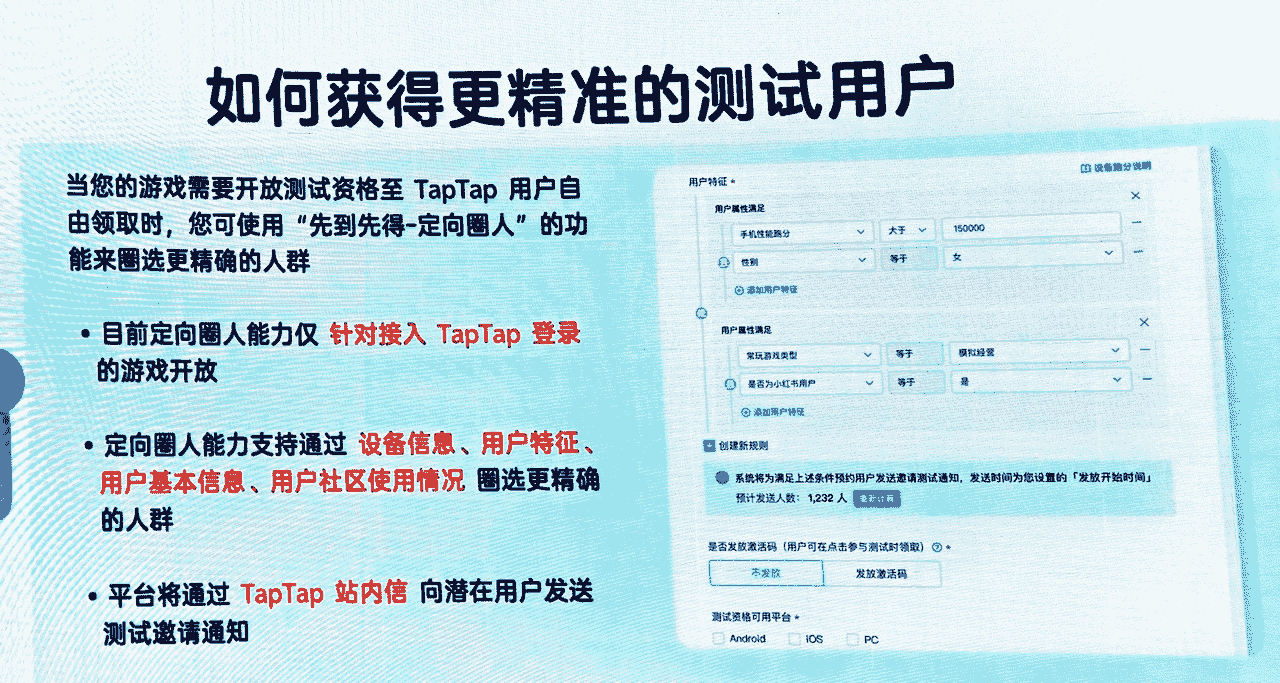 如何获得更精准的测试用户
当您的游戏需要开放测试资格至 TapTap 用户自
由领取时，您可使用“先到先得-定向圈人”的功
能来圈选更精确的人群
• 目前定向圈人能力仅 针对接入 TapTap 登录
的游戏开放
• 定向圈人能力支持通过 设备信息、用户特征、
用户基本信息、用户社区使用情况 圈选更精确
的人群
• 平台将通过 TapTap 站内信 向潜在用户发送
测试邀请通知
设备跑分说明
用户特征 *
用户属性满足
手机性能跑分 大于 150000
性别 等于 女
添加用户特征
用户属性满足
常玩游戏类型 等于 模拟经营
是否为小红书用户 等于 是
添加用户特征
创建新规则
系统将为满足上述条件预约用户发送邀请测试通知，发送时间为您设置的「发放开始时间」
预计发送人数： 1,232 人 重新计算
是否发放激活码（用户可在点击参与测试时领取） *
不发放 发放激活码
测试资格可用平台 *
Android iOS PC